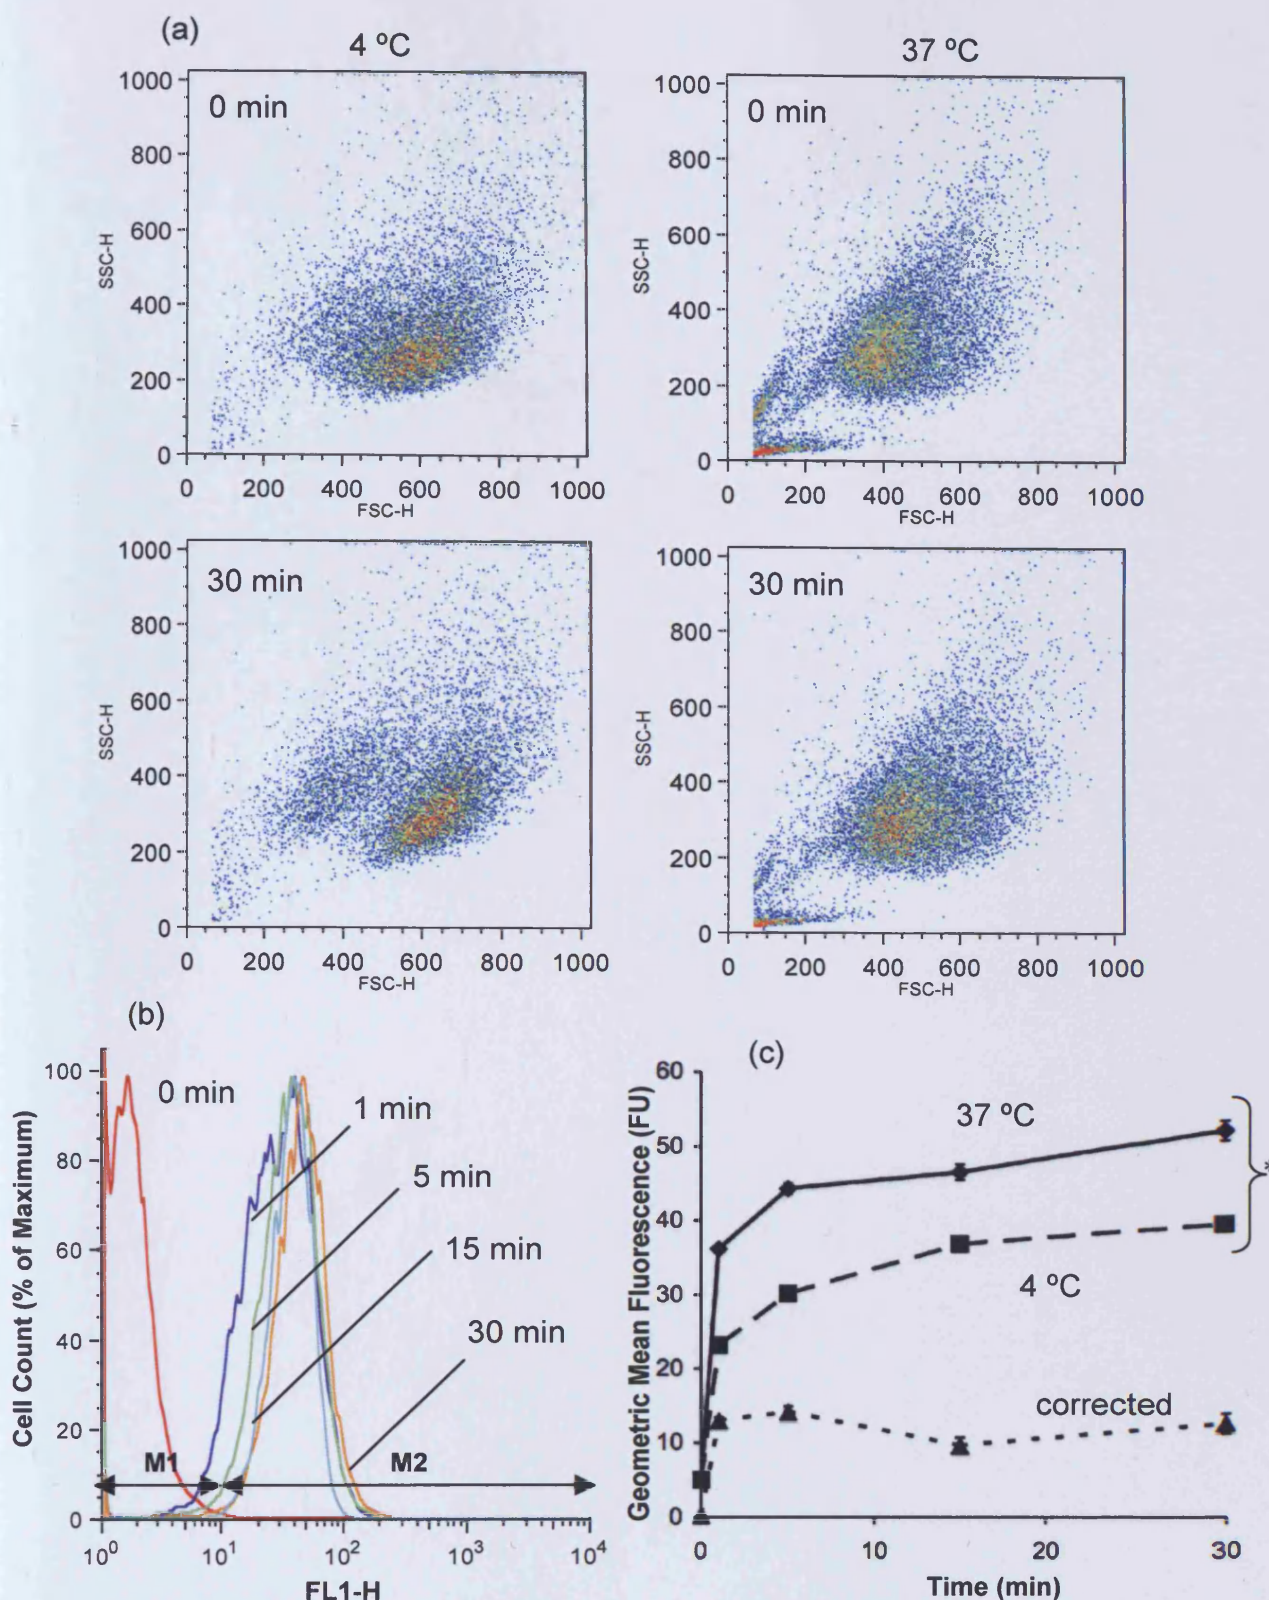 (a)
4 ºC
37 ºC
0 min
1000
800
600
400
200
0
SSC-H
0 200 400 600 800 1000
FSC-H
0 min
1000
800
600
400
200
0
SSC-H
0 200 400 600 800 1000
FSC-H
30 min
1000
800
600
400
200
0
SSC-H
0 200 400 600 800 1000
FSC-H
30 min
1000
800
600
400
200
0
SSC-H
0 200 400 600 800 1000
FSC-H
(b)
100
80
60
40
20
0
Cell Count (% of Maximum)
0 min
1 min
5 min
15 min
30 min
M1
M2
10⁰ 10¹ 10² 10³ 10⁴
FL1-H
(c)
60
50
40
30
20
10
0
Geometric Mean Fluorescence (FU)
37 ºC
*
4 ºC
corrected
0 10 20 30
Time (min)